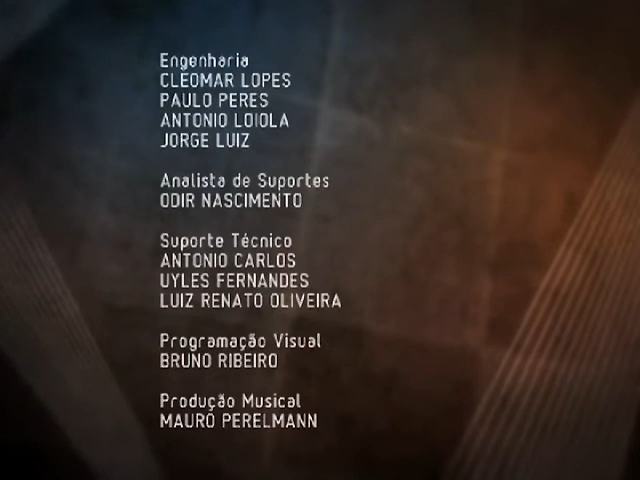 Engenharia
CLEOMAR LOPES
PAULO PERES
ANTONIO LOIOLA
JORGE LUIZ
Analista de Suportes
ODIR NASCIMENTO
Suporte Técnico
ANTONIO CARLOS
UYLES FERNANDES
LUIZ RENATO OLIVEIRA
Programação Visual
BRUNO RIBEIRO
Produção Musical
MAURO PERELMANN